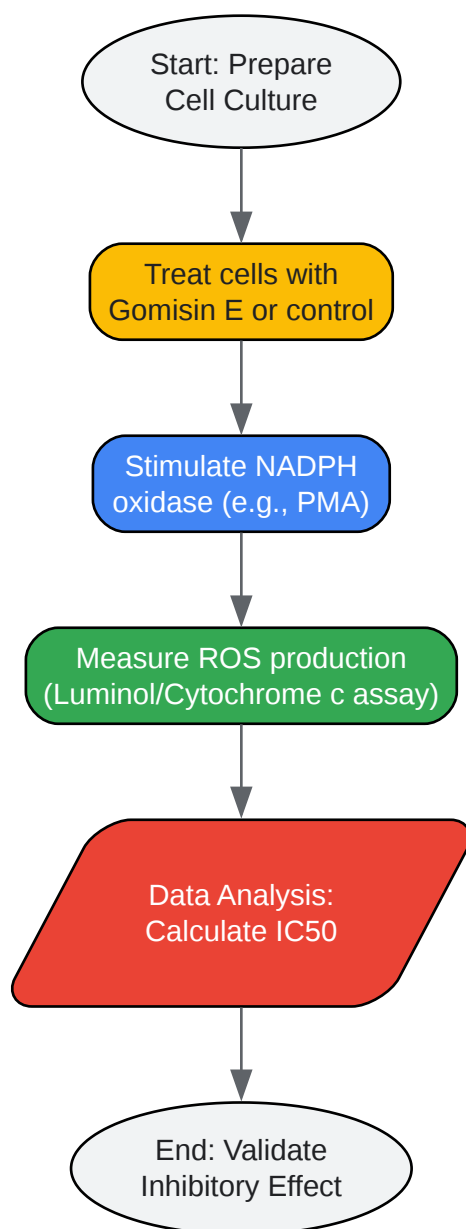 Start: Prepare
Cell Culture
Treat cells with
Gomisin E or control
Stimulate NADPH
oxidase (e.g., PMA)
Measure ROS production
(Luminol/Cytochrome c assay)
Data Analysis:
Calculate IC50
End: Validate
Inhibitory Effect